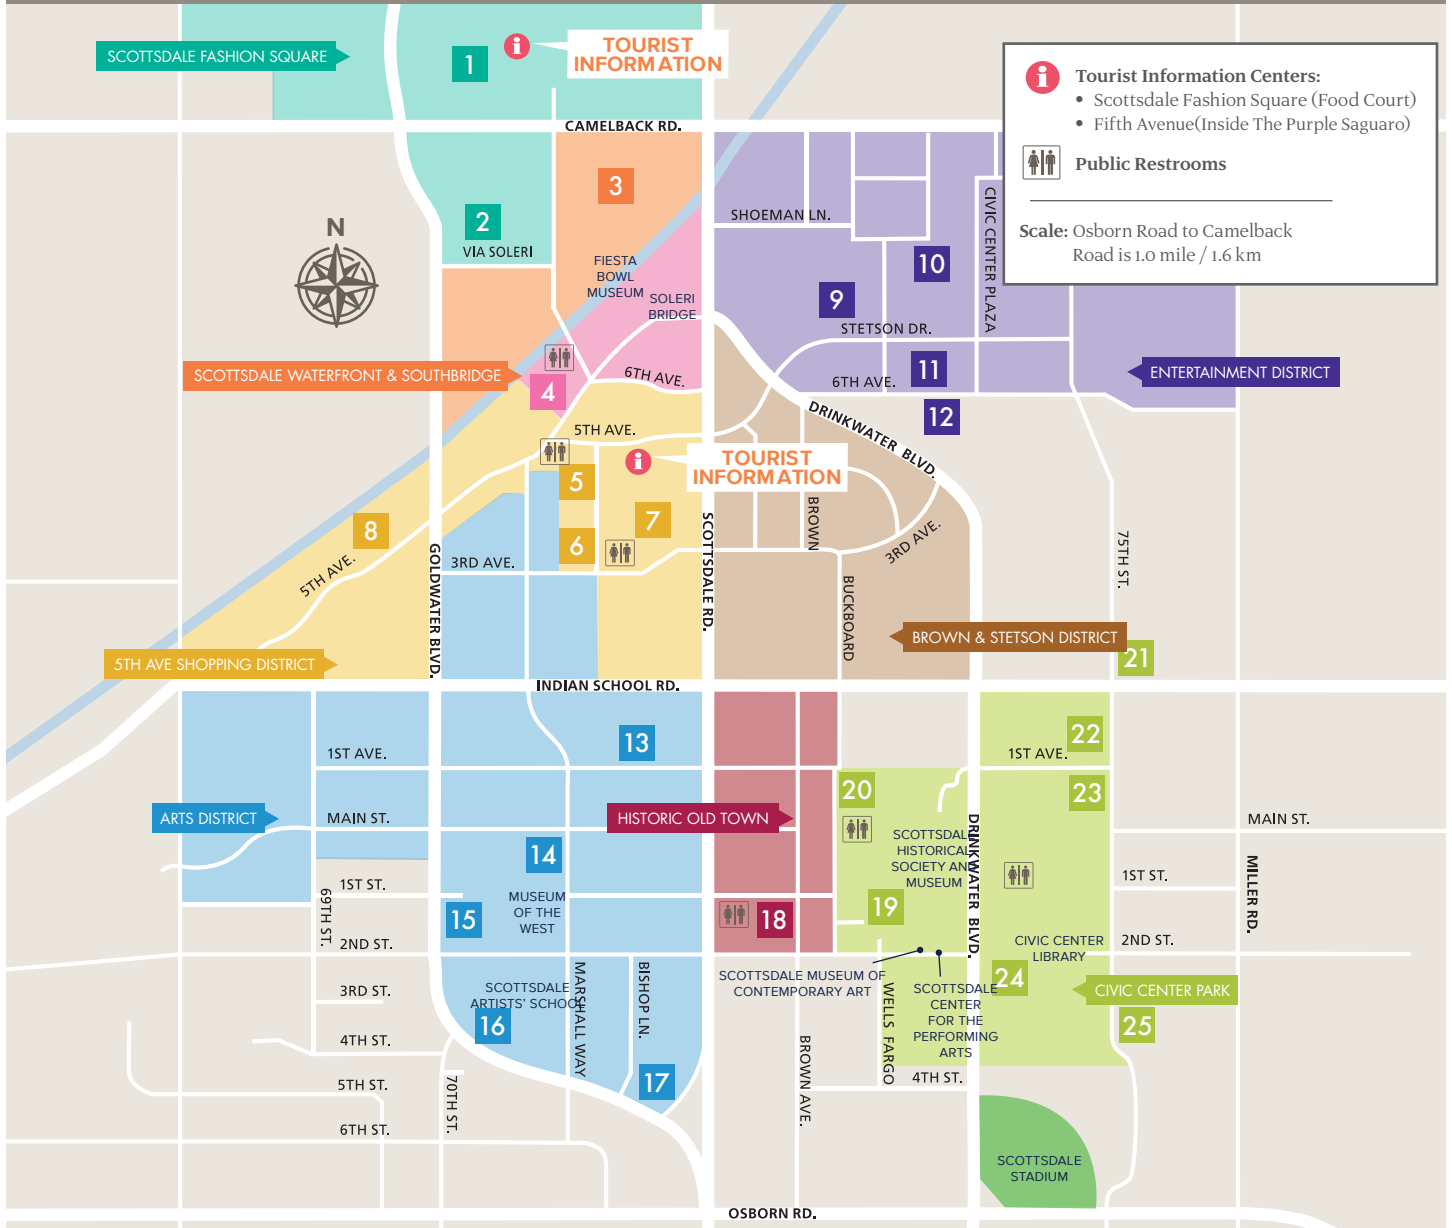 SCOTTSDALE FASHION SQUARE
1
i
TOURIST
INFORMATION
i
Tourist Information Centers:
• Scottsdale Fashion Square (Food Court)
• Fifth Avenue(Inside The Purple Saguaro)
Public Restrooms
Scale: Osborn Road to Camelback
Road is 1.0 mile / 1.6 km
CAMELBACK RD.
3
2
VIA SOLERI
N
SHOEMAN LN.
CIVIC CENTER PLAZA
FIESTA
BOWL
MUSEUM
SOLERI
BRIDGE
10
9
STETSON DR.
SCOTTSDALE WATERFRONT & SOUTHBRIDGE
4
6TH AVE.
6TH AVE.
11
ENTERTAINMENT DISTRICT
12
DRINKWATER BLVD.
5TH AVE.
i
TOURIST
INFORMATION
5
7
8
6
5TH AVE.
3RD AVE.
GOLDWATER BLVD.
SCOTTSDALE RD.
BROWN
3RD AVE.
75TH ST.
BUCKBOARD
BROWN & STETSON DISTRICT
21
5TH AVE SHOPPING DISTRICT
INDIAN SCHOOL RD.
13
22
1ST AVE.
1ST AVE.
20
23
ARTS DISTRICT
MAIN ST.
HISTORIC OLD TOWN
MAIN ST.
SCOTTSDALE
HISTORICAL
SOCIETY AND
MUSEUM
DRINKWATER BLVD.
14
1ST ST.
69TH ST.
MUSEUM
OF THE
WEST
1ST ST.
MILLER RD.
15
18
19
2ND ST.
CIVIC CENTER
LIBRARY
2ND ST.
MARSHALL WAY
BISHOP LN.
SCOTTSDALE MUSEUM OF
CONTEMPORARY ART
WELLS FARGO
24
3RD ST.
SCOTTSDALE
ARTISTS' SCHOOL
SCOTTSDALE
CENTER
FOR THE
PERFORMING
ARTS
CIVIC CENTER PARK
16
25
4TH ST.
BROWN AVE.
4TH ST.
17
5TH ST.
70TH ST.
6TH ST.
SCOTTSDALE
STADIUM
OSBORN RD.